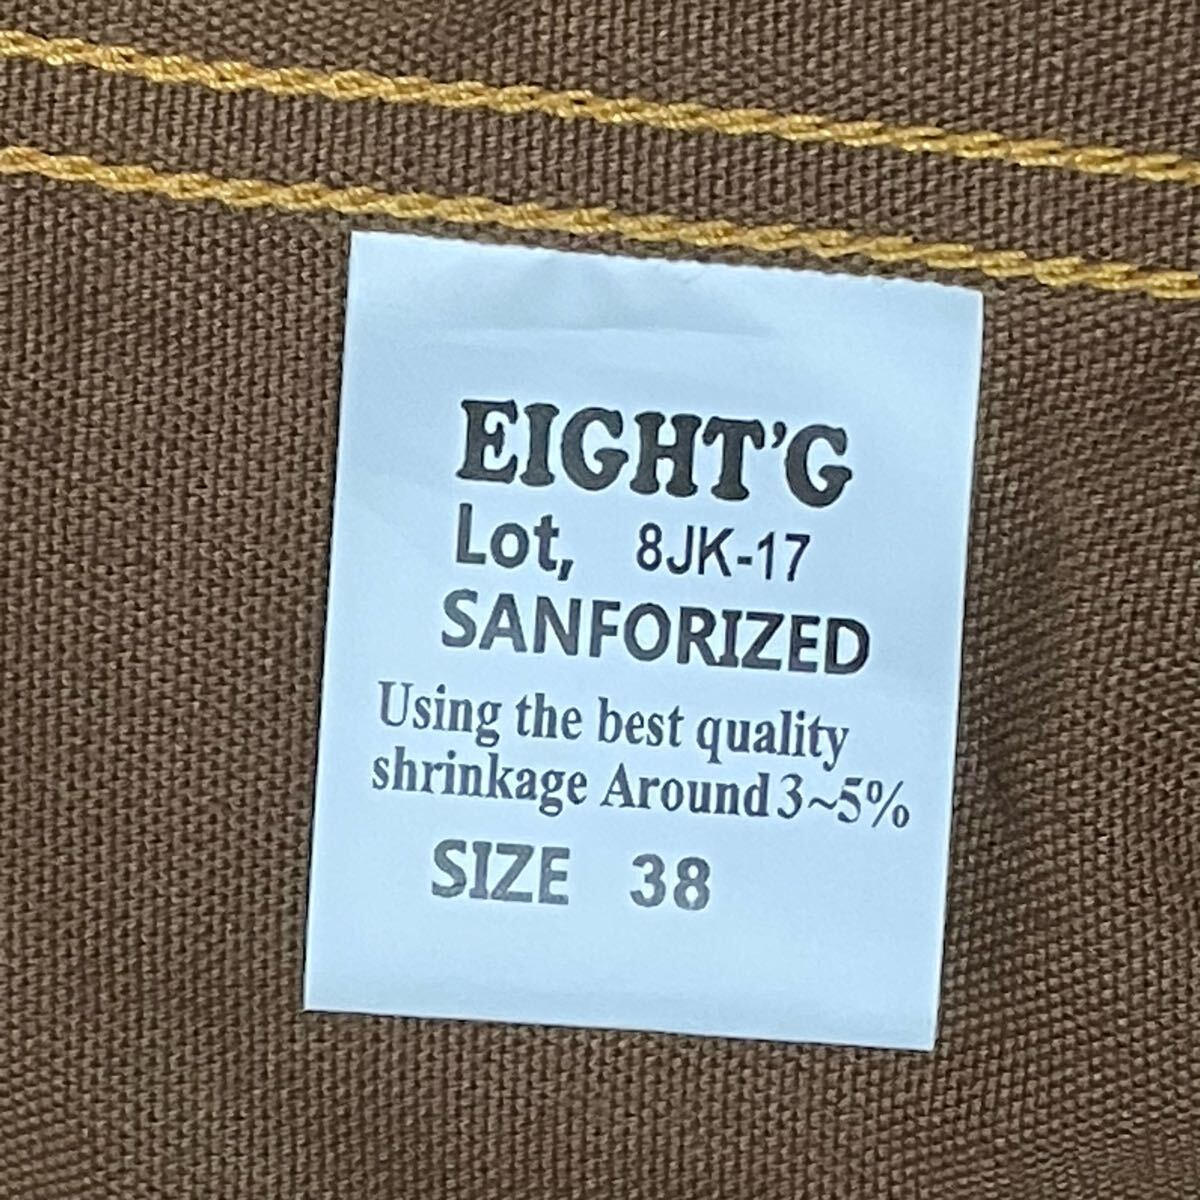 EIGHT'G
Lot, 8JK-17
SANFORIZED
Using the best quality
shrinkage Around 3~5%
SIZE 38